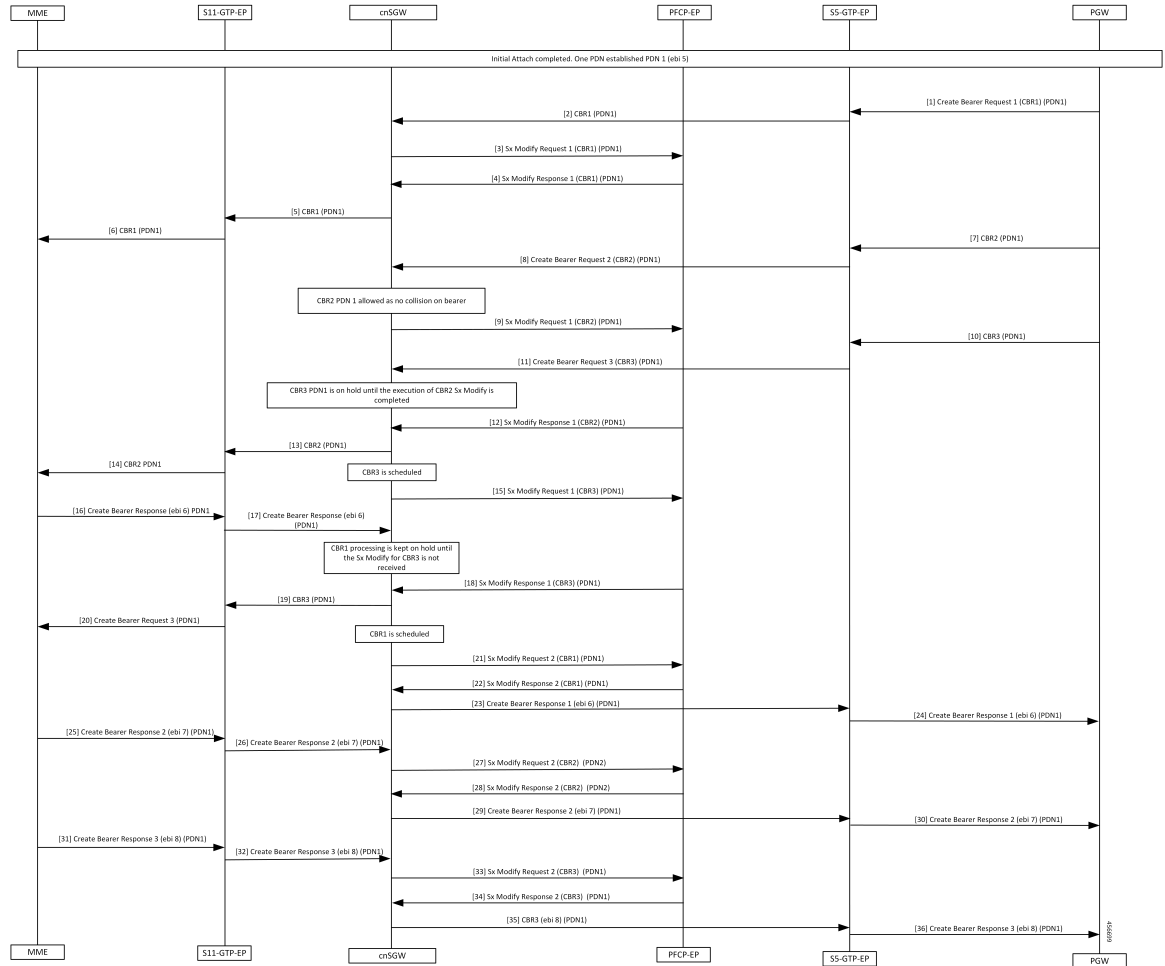 MME
S11-GTP-EP
cnSGW
PFCP-EP
S5-GTP-EP
PGW
Initial Attach completed. One PDN established PDN 1 (ebi 5)
[1] Create Bearer Request 1 (CBR1) (PDN1)
[2] CBR1 (PDN1)
[3] Sx Modify Request 1 (CBR1) (PDN1)
[4] Sx Modify Response 1 (CBR1) (PDN1)
[5] CBR1 (PDN1)
[6] CBR1 (PDN1)
[7] CBR2 (PDN1)
[8] Create Bearer Request 2 (CBR2) (PDN1)
CBR2 PDN 1 allowed as no collision on bearer
[9] Sx Modify Request 1 (CBR2) (PDN1)
[10] CBR3 (PDN1)
[11] Create Bearer Request 3 (CBR3) (PDN1)
CBR3 PDN1 is on hold until the execution of CBR2 Sx Modify is
completed
[12] Sx Modify Response 1 (CBR2) (PDN1)
[13] CBR2 (PDN1)
[14] CBR2 PDN1
CBR3 is scheduled
[15] Sx Modify Request 1 (CBR3) (PDN1)
[16] Create Bearer Response (ebi 6) PDN1
[17] Create Bearer Response (ebi 6)
(PDN1)
CBR1 processing is kept on hold until
the Sx Modify for CBR3 is not
received
[18] Sx Modify Response 1 (CBR3) (PDN1)
[19] CBR3 (PDN1)
[20] Create Bearer Request 3 (PDN1)
CBR1 is scheduled
[21] Sx Modify Request 2 (CBR1) (PDN1)
[22] Sx Modify Response 2 (CBR1) (PDN1)
[23] Create Bearer Response 1 (ebi 6) (PDN1)
[24] Create Bearer Response 1 (ebi 6) (PDN1)
[25] Create Bearer Response 2 (ebi 7) (PDN1)
[26] Create Bearer Response 2 (ebi 7) (PDN1)
[27] Sx Modify Request 2 (CBR2) (PDN2)
[28] Sx Modify Response 2 (CBR2) (PDN2)
[29] Create Bearer Response 2 (ebi 7) (PDN1)
[30] Create Bearer Response 2 (ebi 7) (PDN1)
[31] Create Bearer Response 3 (ebi 8) (PDN1)
[32] Create Bearer Response 3 (ebi 8) (PDN1)
[33] Sx Modify Request 2 (CBR3) (PDN1)
[34] Sx Modify Response 2 (CBR3) (PDN1)
[35] CBR3 (ebi 8) (PDN1)
[36] Create Bearer Response 3 (ebi 8) (PDN1)
456699
MME
S11-GTP-EP
cnSGW
PFCP-EP
S5-GTP-EP
PGW